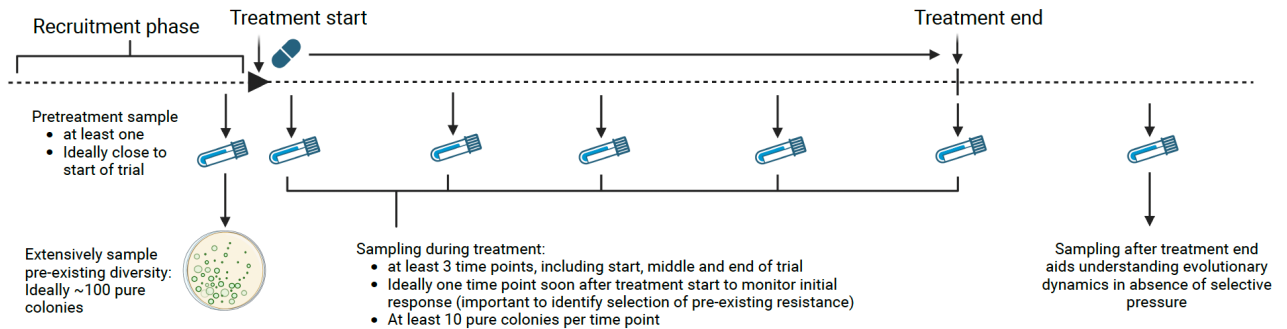 Recruitment phase
Treatment start
Treatment end
Pretreatment sample
• at least one
• Ideally close to
start of trial
Extensively sample
pre-existing diversity:
Ideally ~100 pure
colonies
Sampling during treatment:
• at least 3 time points, including start, middle and end of trial
• Ideally one time point soon after treatment start to monitor initial
response (important to identify selection of pre-existing resistance)
• At least 10 pure colonies per time point
Sampling after treatment end
aids understanding evolutionary
dynamics in absence of selective
pressure